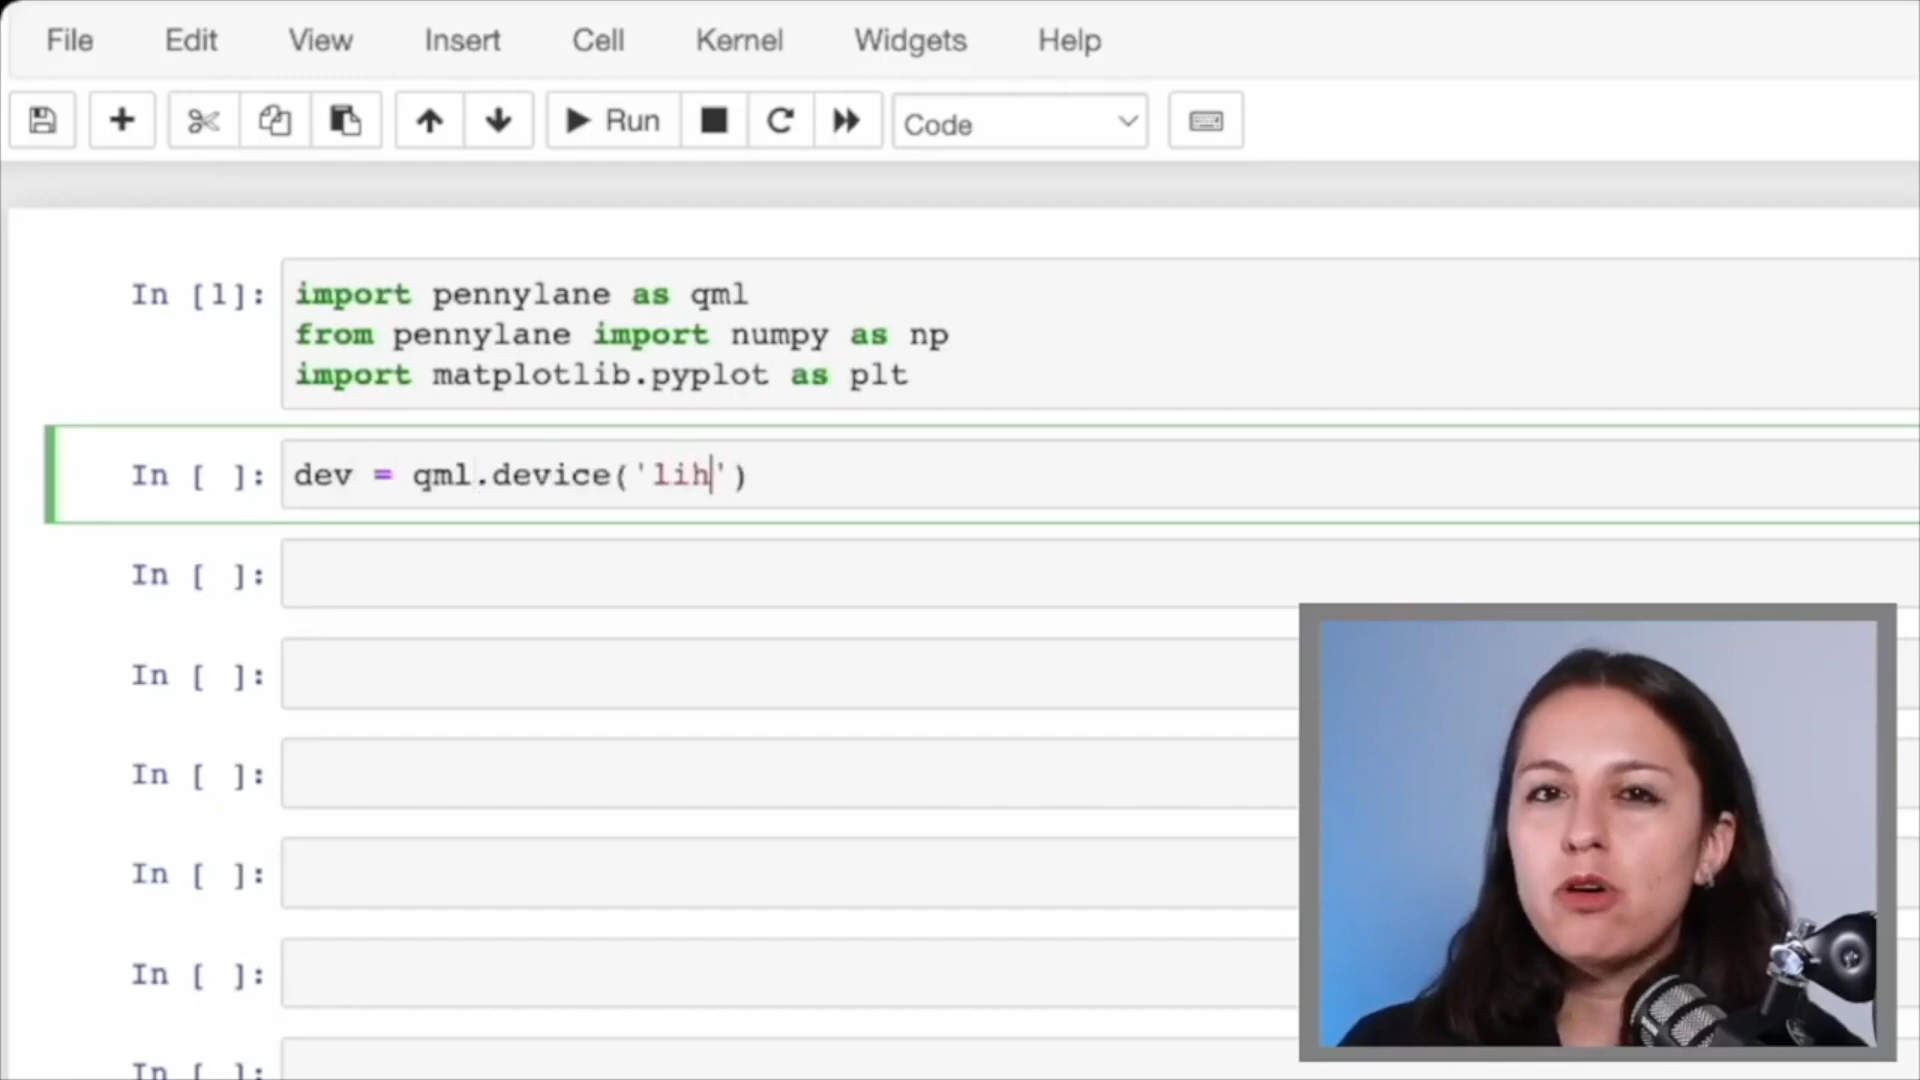 File Edit View Insert Cell Kernel Widgets Help
Run Code
In [1]: import pennylane as qml
from pennylane import numpy as np
import matplotlib.pyplot as plt
In [ ]: dev = qml.device('lih')
In [ ]:
In [ ]:
In [ ]:
In [ ]:
In [ ]:
In [ ]: